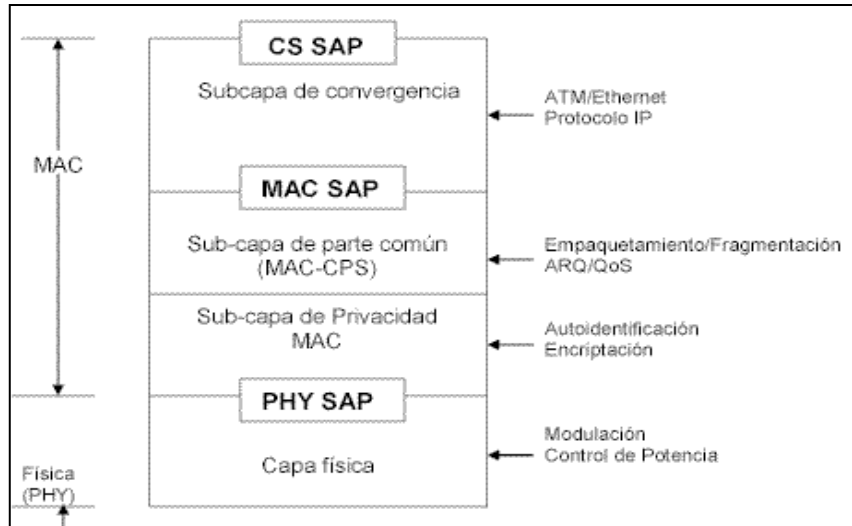 CS SAP
Subcapa de convergencia
ATM/Ethernet
Protocolo IP
MAC
MAC SAP
Sub-capa de parte común
(MAC-CPS)
Empaquetamiento/Fragmentación
ARQ/QoS
Sub-capa de Privacidad
MAC
Autoidentificación
Encriptación
PHY SAP
Capa física
Modulación
Control de Potencia
Física
(PHY)